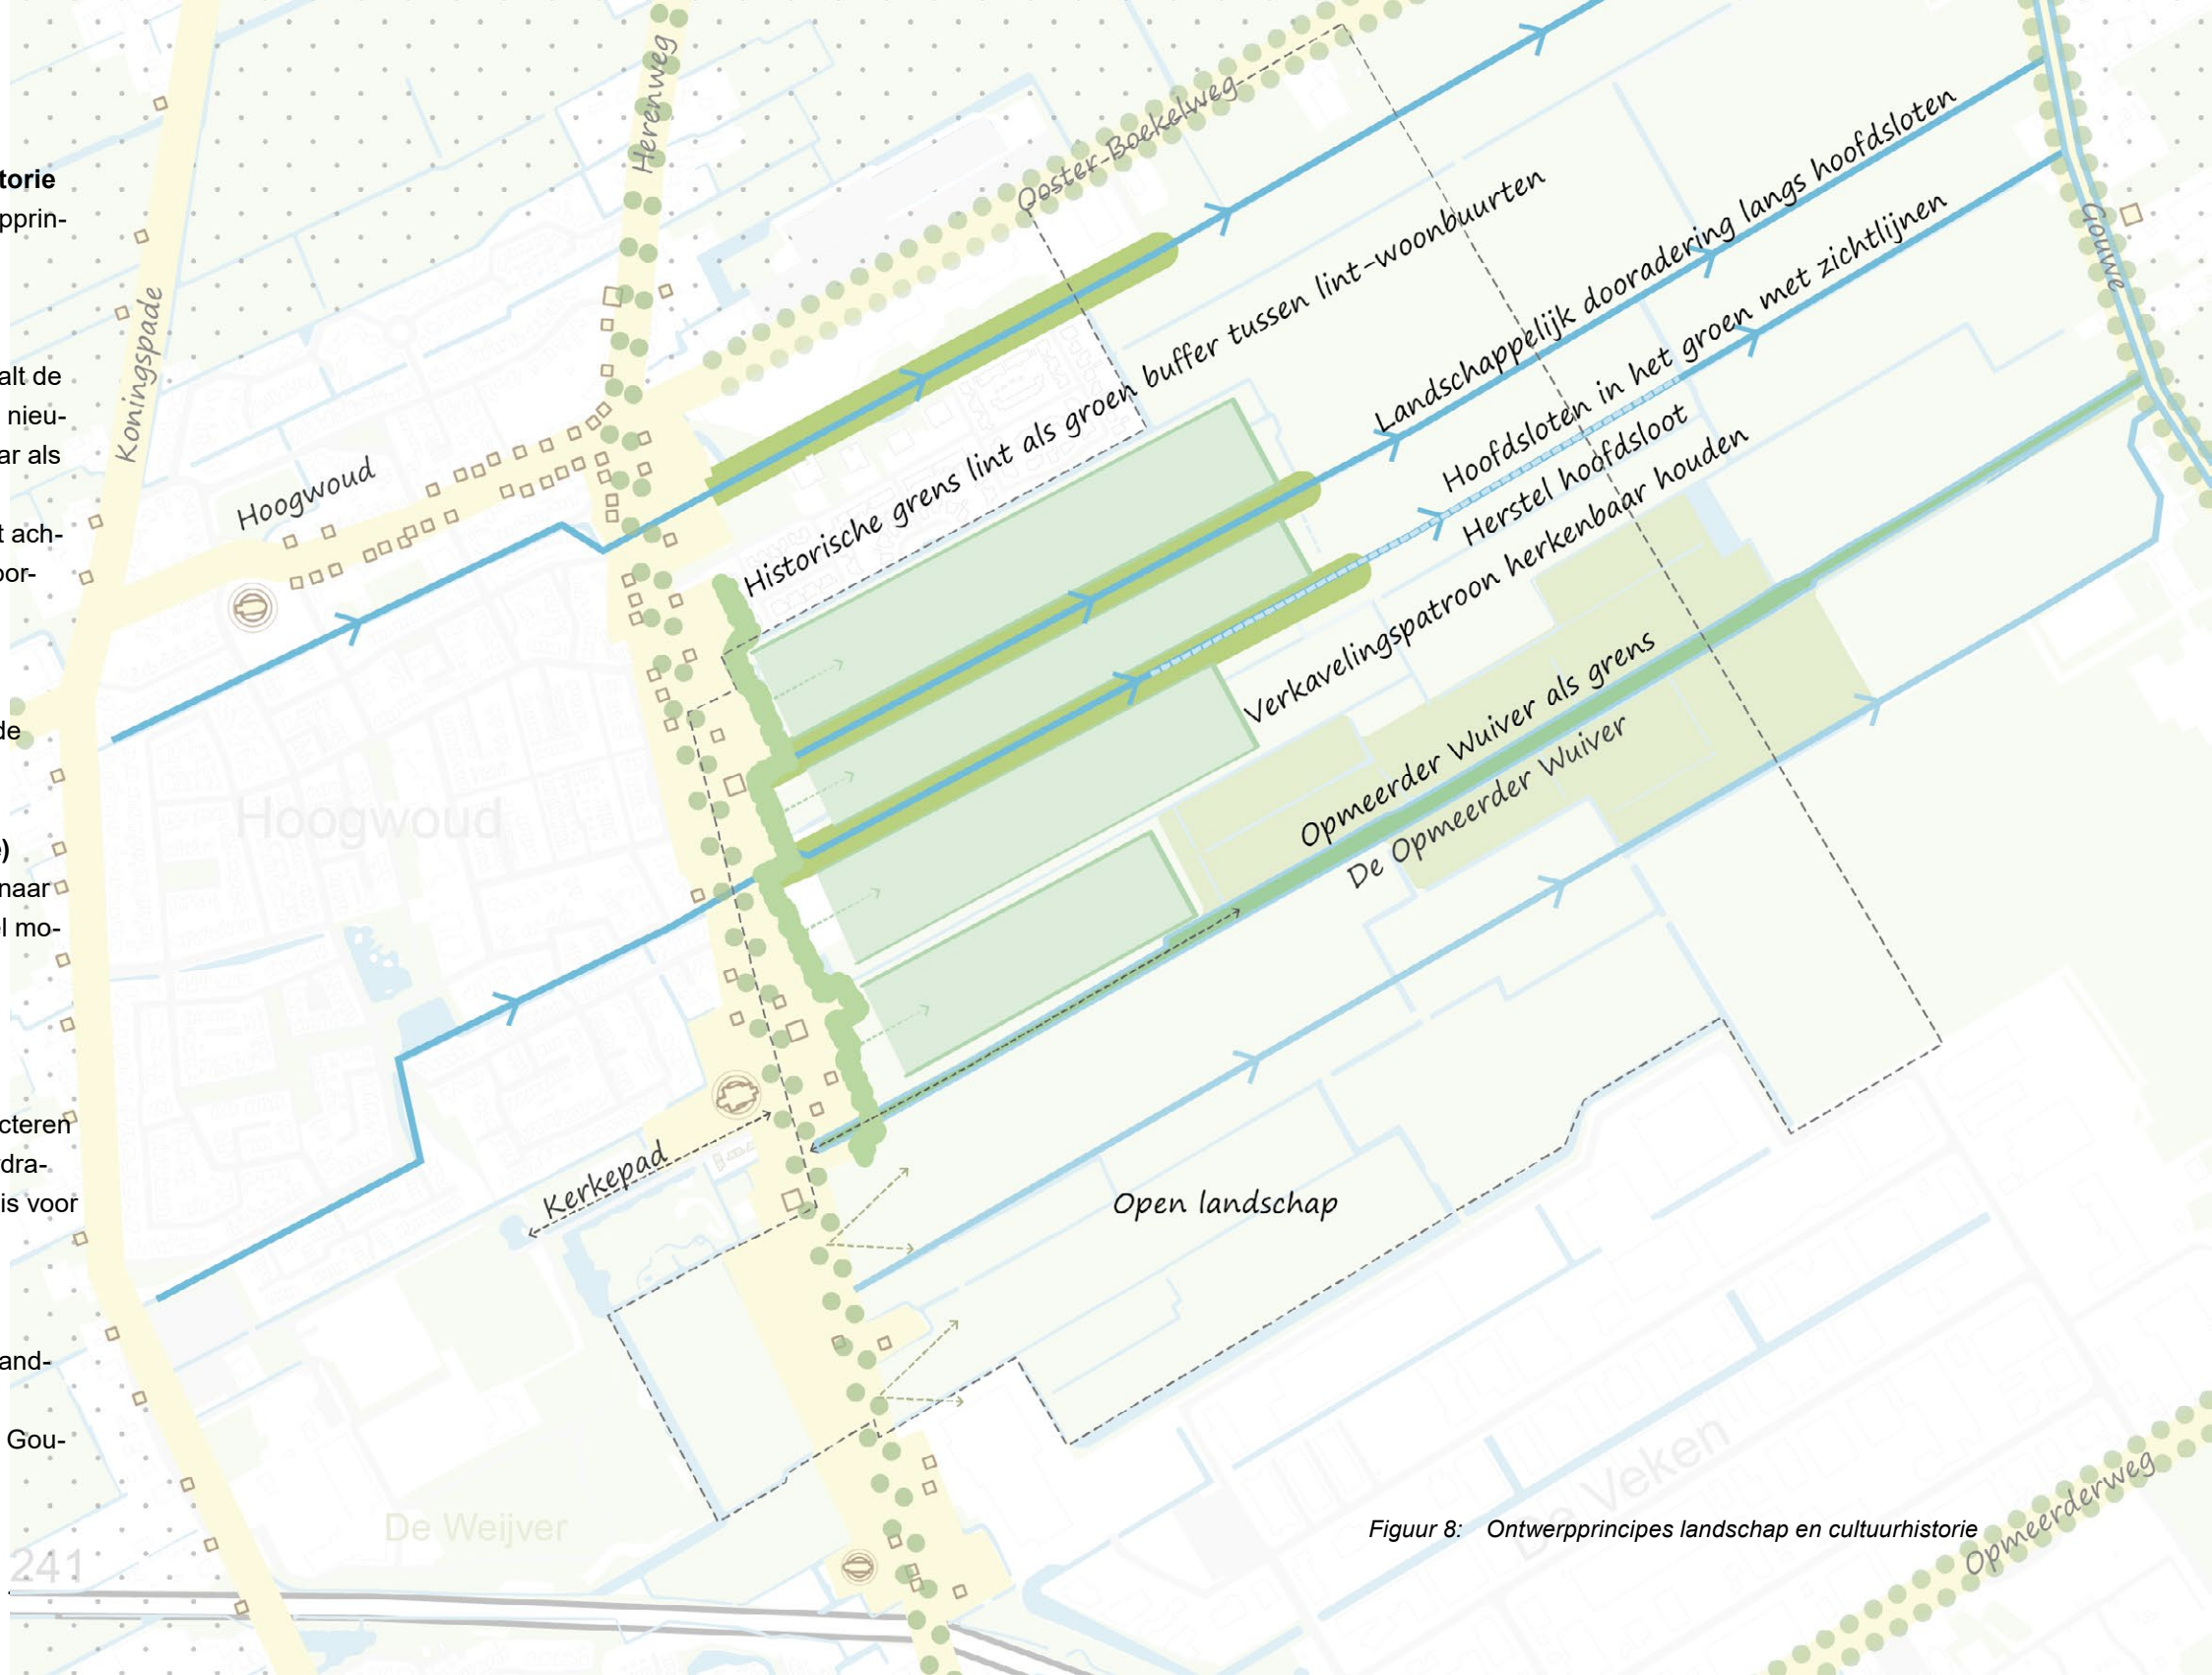 torie
pprin-
alt de
nieu-
ar als
t ach-
oor-
de
e)
naar
el mo-
cteren
rdra-
is voor
and-
Gou-
Koningspade
Herenweg
Ooster-Boekelweg
Gouwe
Hoogwoud
Hoogwoud
Historische grens lint als groen buffer tussen lint-woonbuurten
Landschappelijk dooradering langs hoofdsloten
Hoofdsloten in het groen met zichtlijnen
Herstel hoofdsloot
Verkavelingspatroon herkenbaar houden
Opmeerder Wuiver als grens
De Opmeerder Wuiver
Kerkepad
Open landschap
De Weijver
De Veken
241
Opmeerderweg
Figuur 8: Ontwerpprincipes landschap en cultuurhistorie